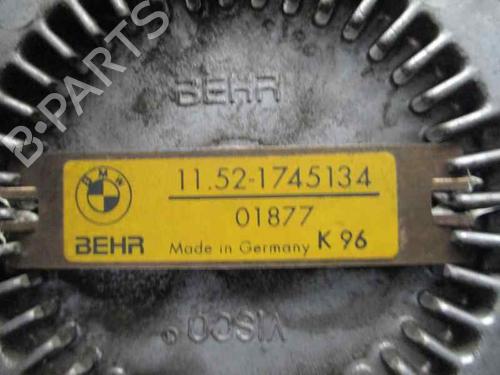 BEHR
BMW
11.52-1745134
01877
BEHR Made in Germany K 96
VISCO®
B-PARTS